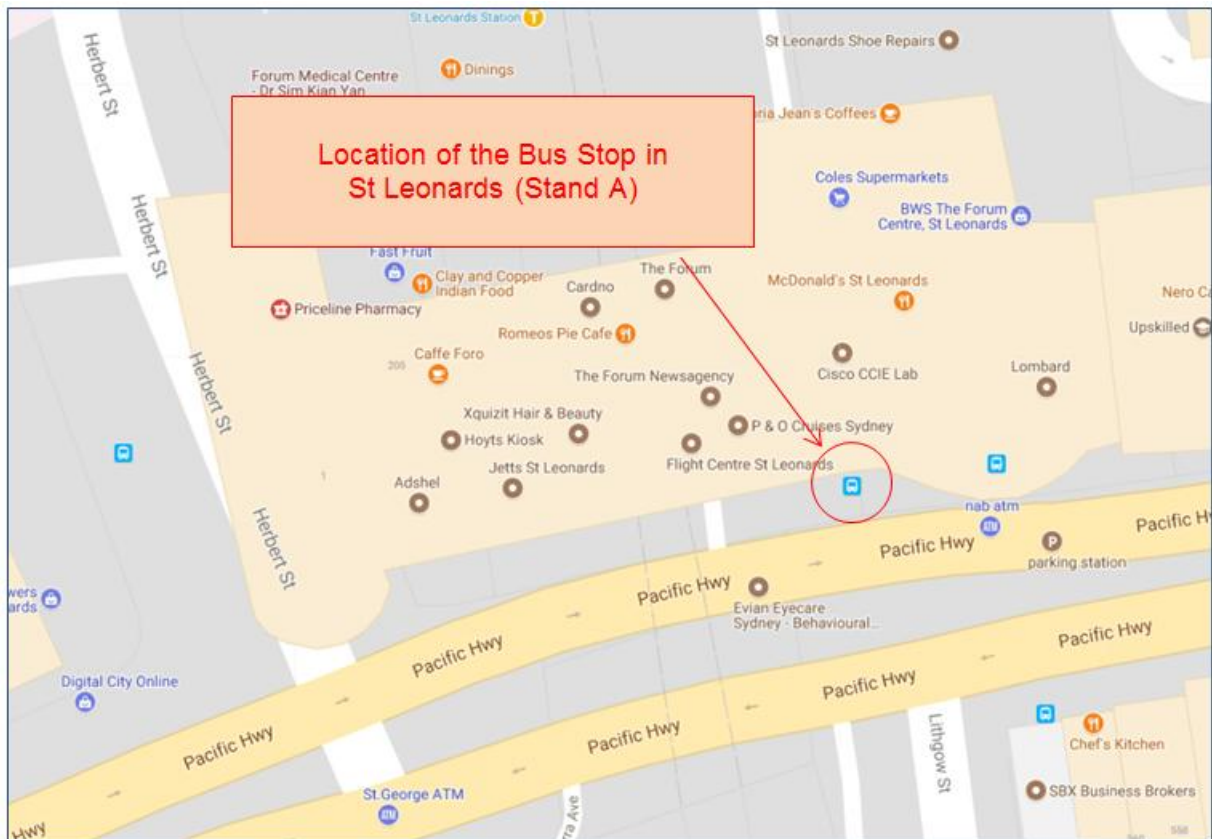 St Leonards Station
St Leonards Shoe Repairs
Herbert St
Dinings
Forum Medical Centre
- Dr Sim Kian Yan
Location of the Bus Stop in
St Leonards (Stand A)
Jean's Coffees
Coles Supermarkets
BWS The Forum
Centre, St Leonards
Herbert St
Fast Fruit
Clay and Copper
Indian Food
The Forum
Cardno
McDonald's St Leonards
Priceline Pharmacy
Romeos Pie Cafe
Nero
Upskilled
Herbert St
205
Caffe Foro
The Forum Newsagency
Cisco CCIE Lab
Lombard
Xquizit Hair & Beauty
P & O Cruises Sydney
Hoyts Kiosk
Flight Centre St Leonards
Jetts St Leonards
Adshel
1
nab atm
ATM
Pacific
Pacific Hwy
P
parking station
Herbert St
Pacific Hwy
Evian Eyecare
Sydney - Behavioural...
Pacific Hwy
Pacific Hwy
Digital City Online
Pacific Hwy
Pacific Hwy
Pacific Hwy
Lithgow St
Chef's Kitchen
St.George ATM
ATM
SBX Business Brokers
Hwy
Ave